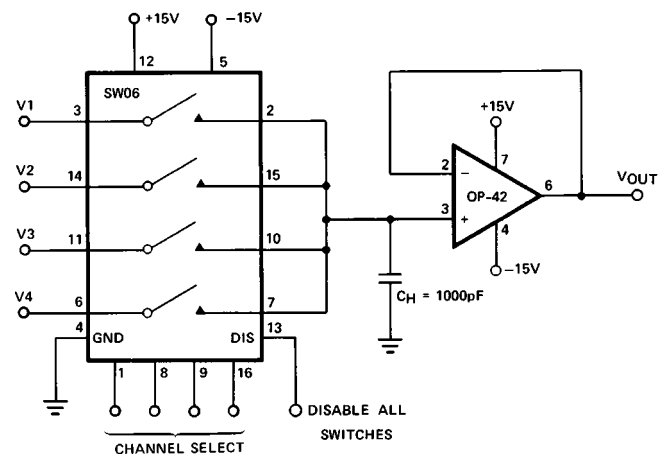 +15V -15V
12 5
SW06
V1 3 2
+15V
7
V2 14 15
2 - OP-42 6 VOUT
3 +
4
-15V
V3 11 10
CH = 1000pF
V4 6 7
4 GND DIS 13
1 8 9 16
DISABLE ALL
SWITCHES
CHANNEL SELECT